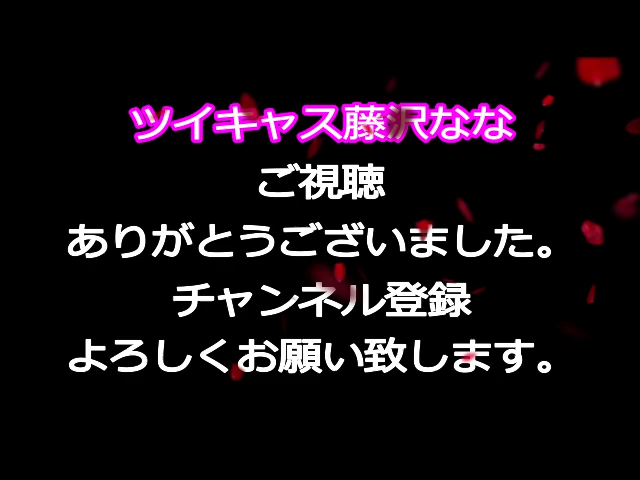 ツイキャス藤沢なな
ご視聴
ありがとうございました。
チャンネル登録
よろしくお願い致します。